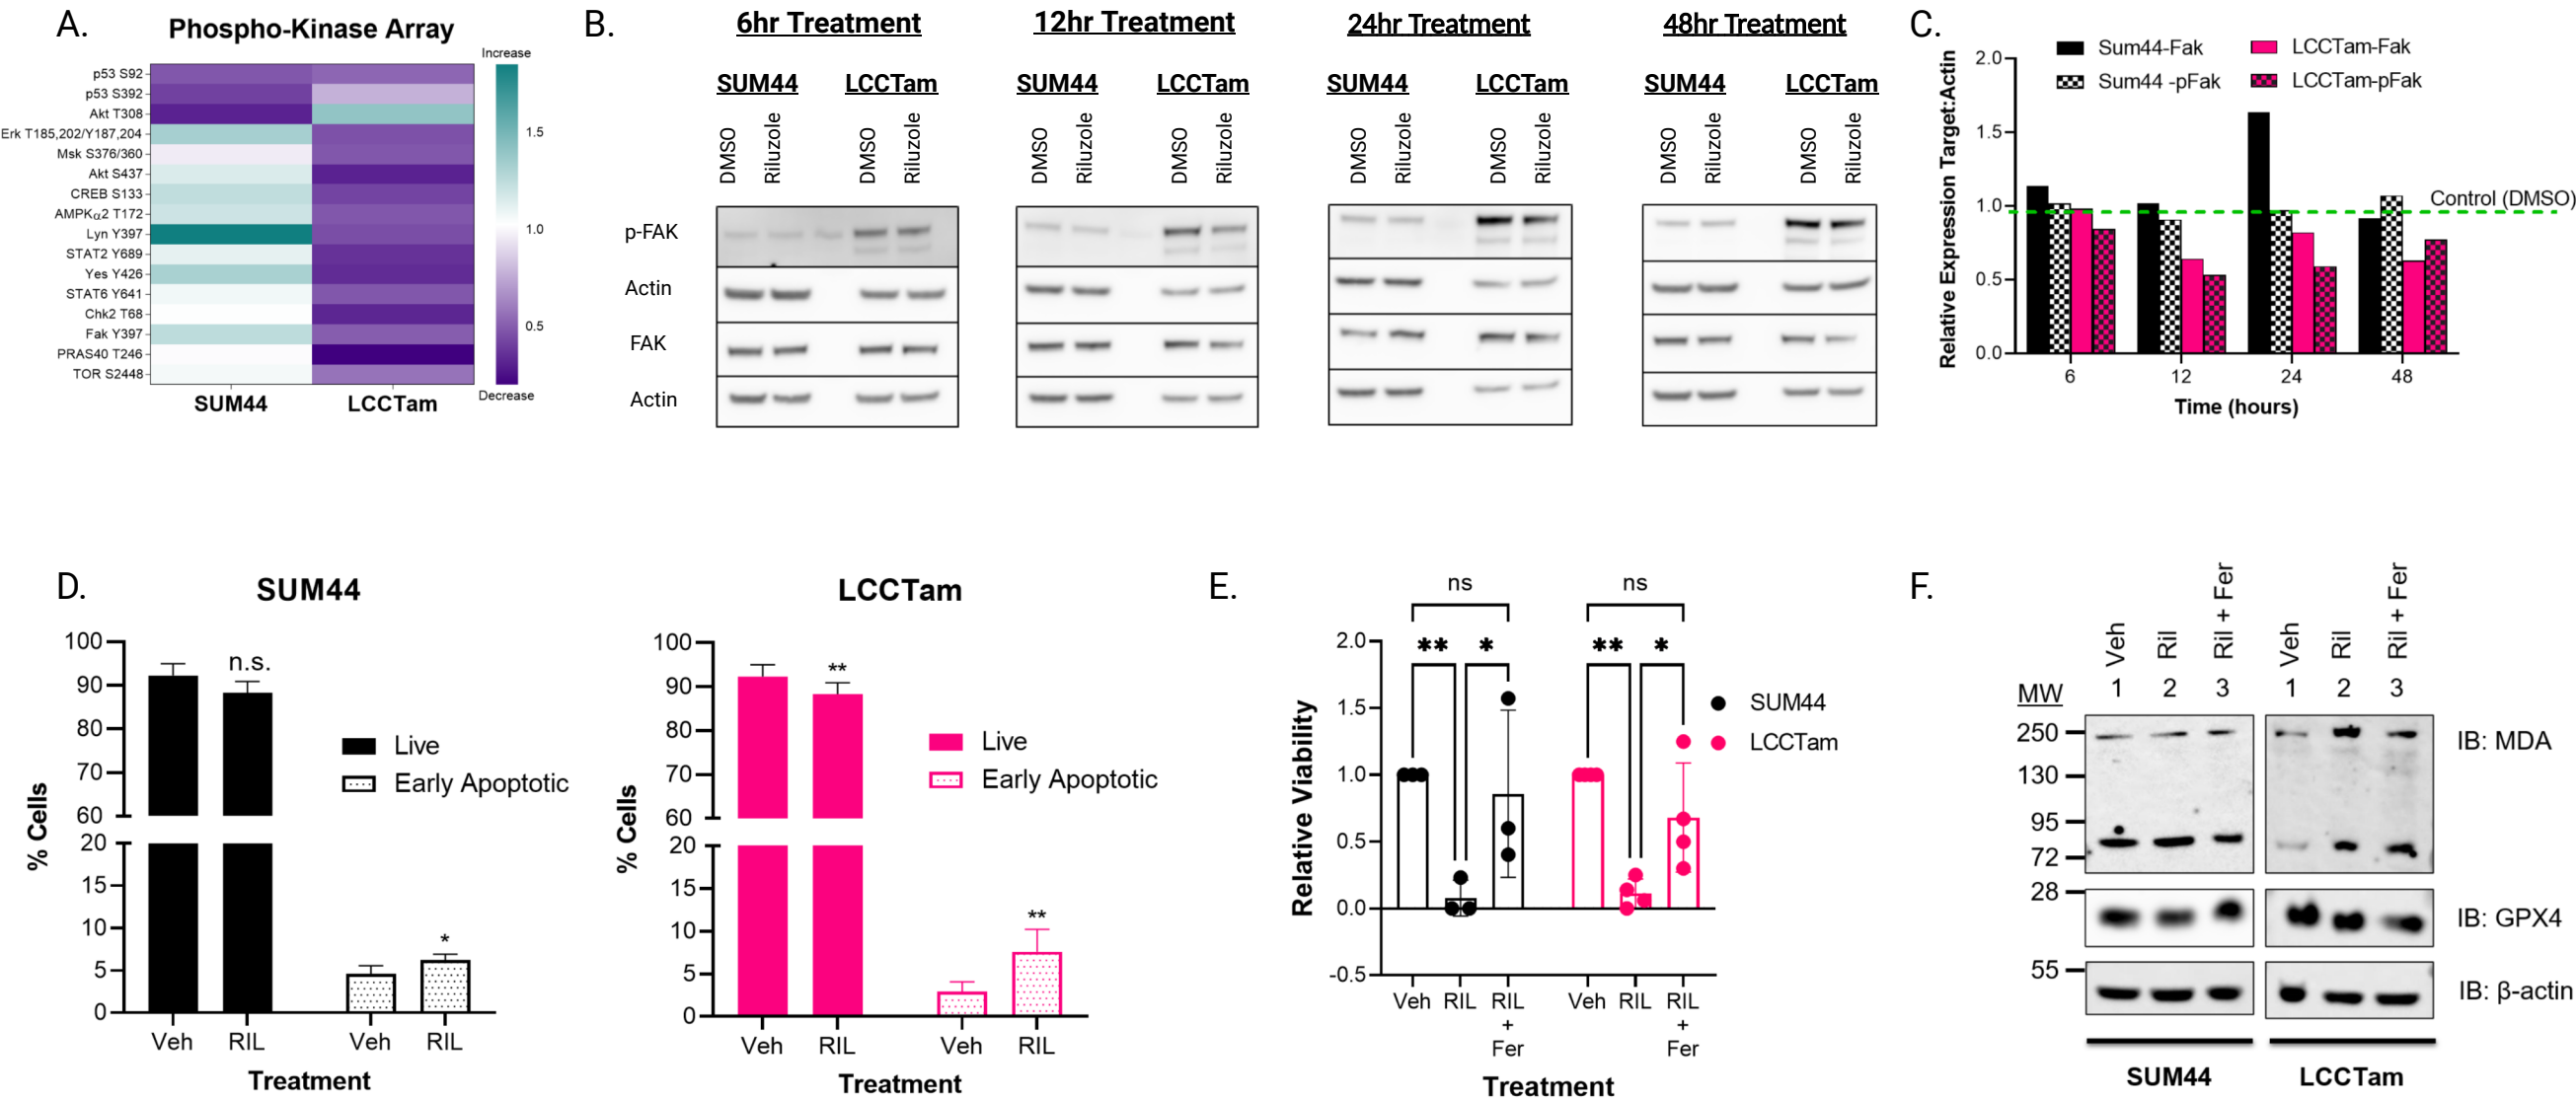 A.
Phospho-Kinase Array
Increase
p53 S92
p53 S392
Akt T308
Erk T185,202/Y187,204
Msk S376/360
Akt S437
CREB S133
AMPKα2 T172
Lyn Y397
STAT2 Y689
Yes Y426
STAT6 Y641
Chk2 T68
Fak Y397
PRAS40 T246
TOR S2448
1.5
1.0
0.5
Decrease
SUM44 LCCTam
B.
6hr Treatment 12hr Treatment 24hr Treatment 48hr Treatment
SUM44 LCCTam SUM44 LCCTam SUM44 LCCTam SUM44 LCCTam
DMSO Riluzole DMSO Riluzole DMSO Riluzole DMSO Riluzole DMSO Riluzole DMSO Riluzole DMSO Riluzole DMSO Riluzole
p-FAK
Actin
FAK
Actin
C.
Sum44-Fak LCCTam-Fak
Sum44 -pFak LCCTam-pFak
Relative Expression Target:Actin
2.0
1.5
1.0
0.5
0.0
Control (DMSO)
6 12 24 48
Time (hours)
D.
SUM44
% Cells
100
90
80
70
60
20
15
10
5
0
n.s.
*
Live
Early Apoptotic
Veh RIL Veh RIL
Treatment
LCCTam
% Cells
100
90
80
70
60
20
15
10
5
0
**
**
Live
Early Apoptotic
Veh RIL Veh RIL
Treatment
E.
ns ns
** * ** *
Relative Viability
2.0
1.5
1.0
0.5
0.0
-0.5
SUM44
LCCTam
Veh RIL RIL + Fer Veh RIL RIL + Fer
Treatment
F.
Veh Ril Ril + Fer Veh Ril Ril + Fer
MW 1 2 3 1 2 3
250
130
95
72
28
55
IB: MDA
IB: GPX4
IB: β-actin
SUM44 LCCTam